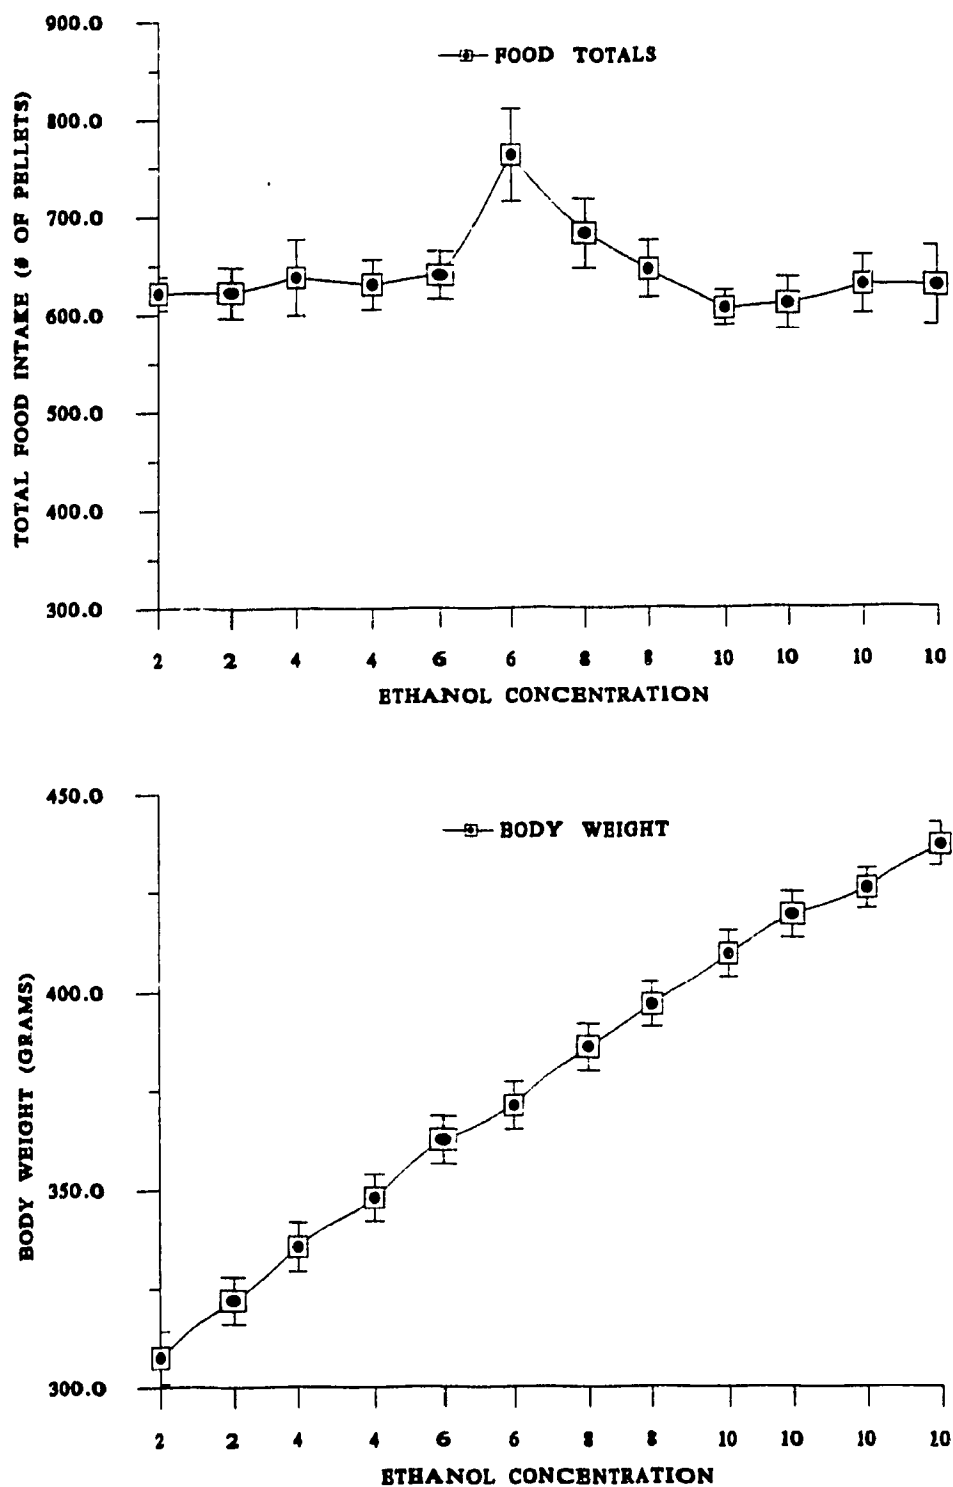 900.0
FOOD TOTALS
800.0
700.0
600.0
500.0
400.0
300.0
TOTAL FOOD INTAKE (# OF PELLETS)
2 2 4 4 6 6 8 8 10 10 10 10
ETHANOL CONCENTRATION
450.0
BODY WEIGHT
400.0
350.0
300.0
BODY WEIGHT (GRAMS)
2 2 4 4 6 6 8 8 10 10 10 10
ETHANOL CONCENTRATION